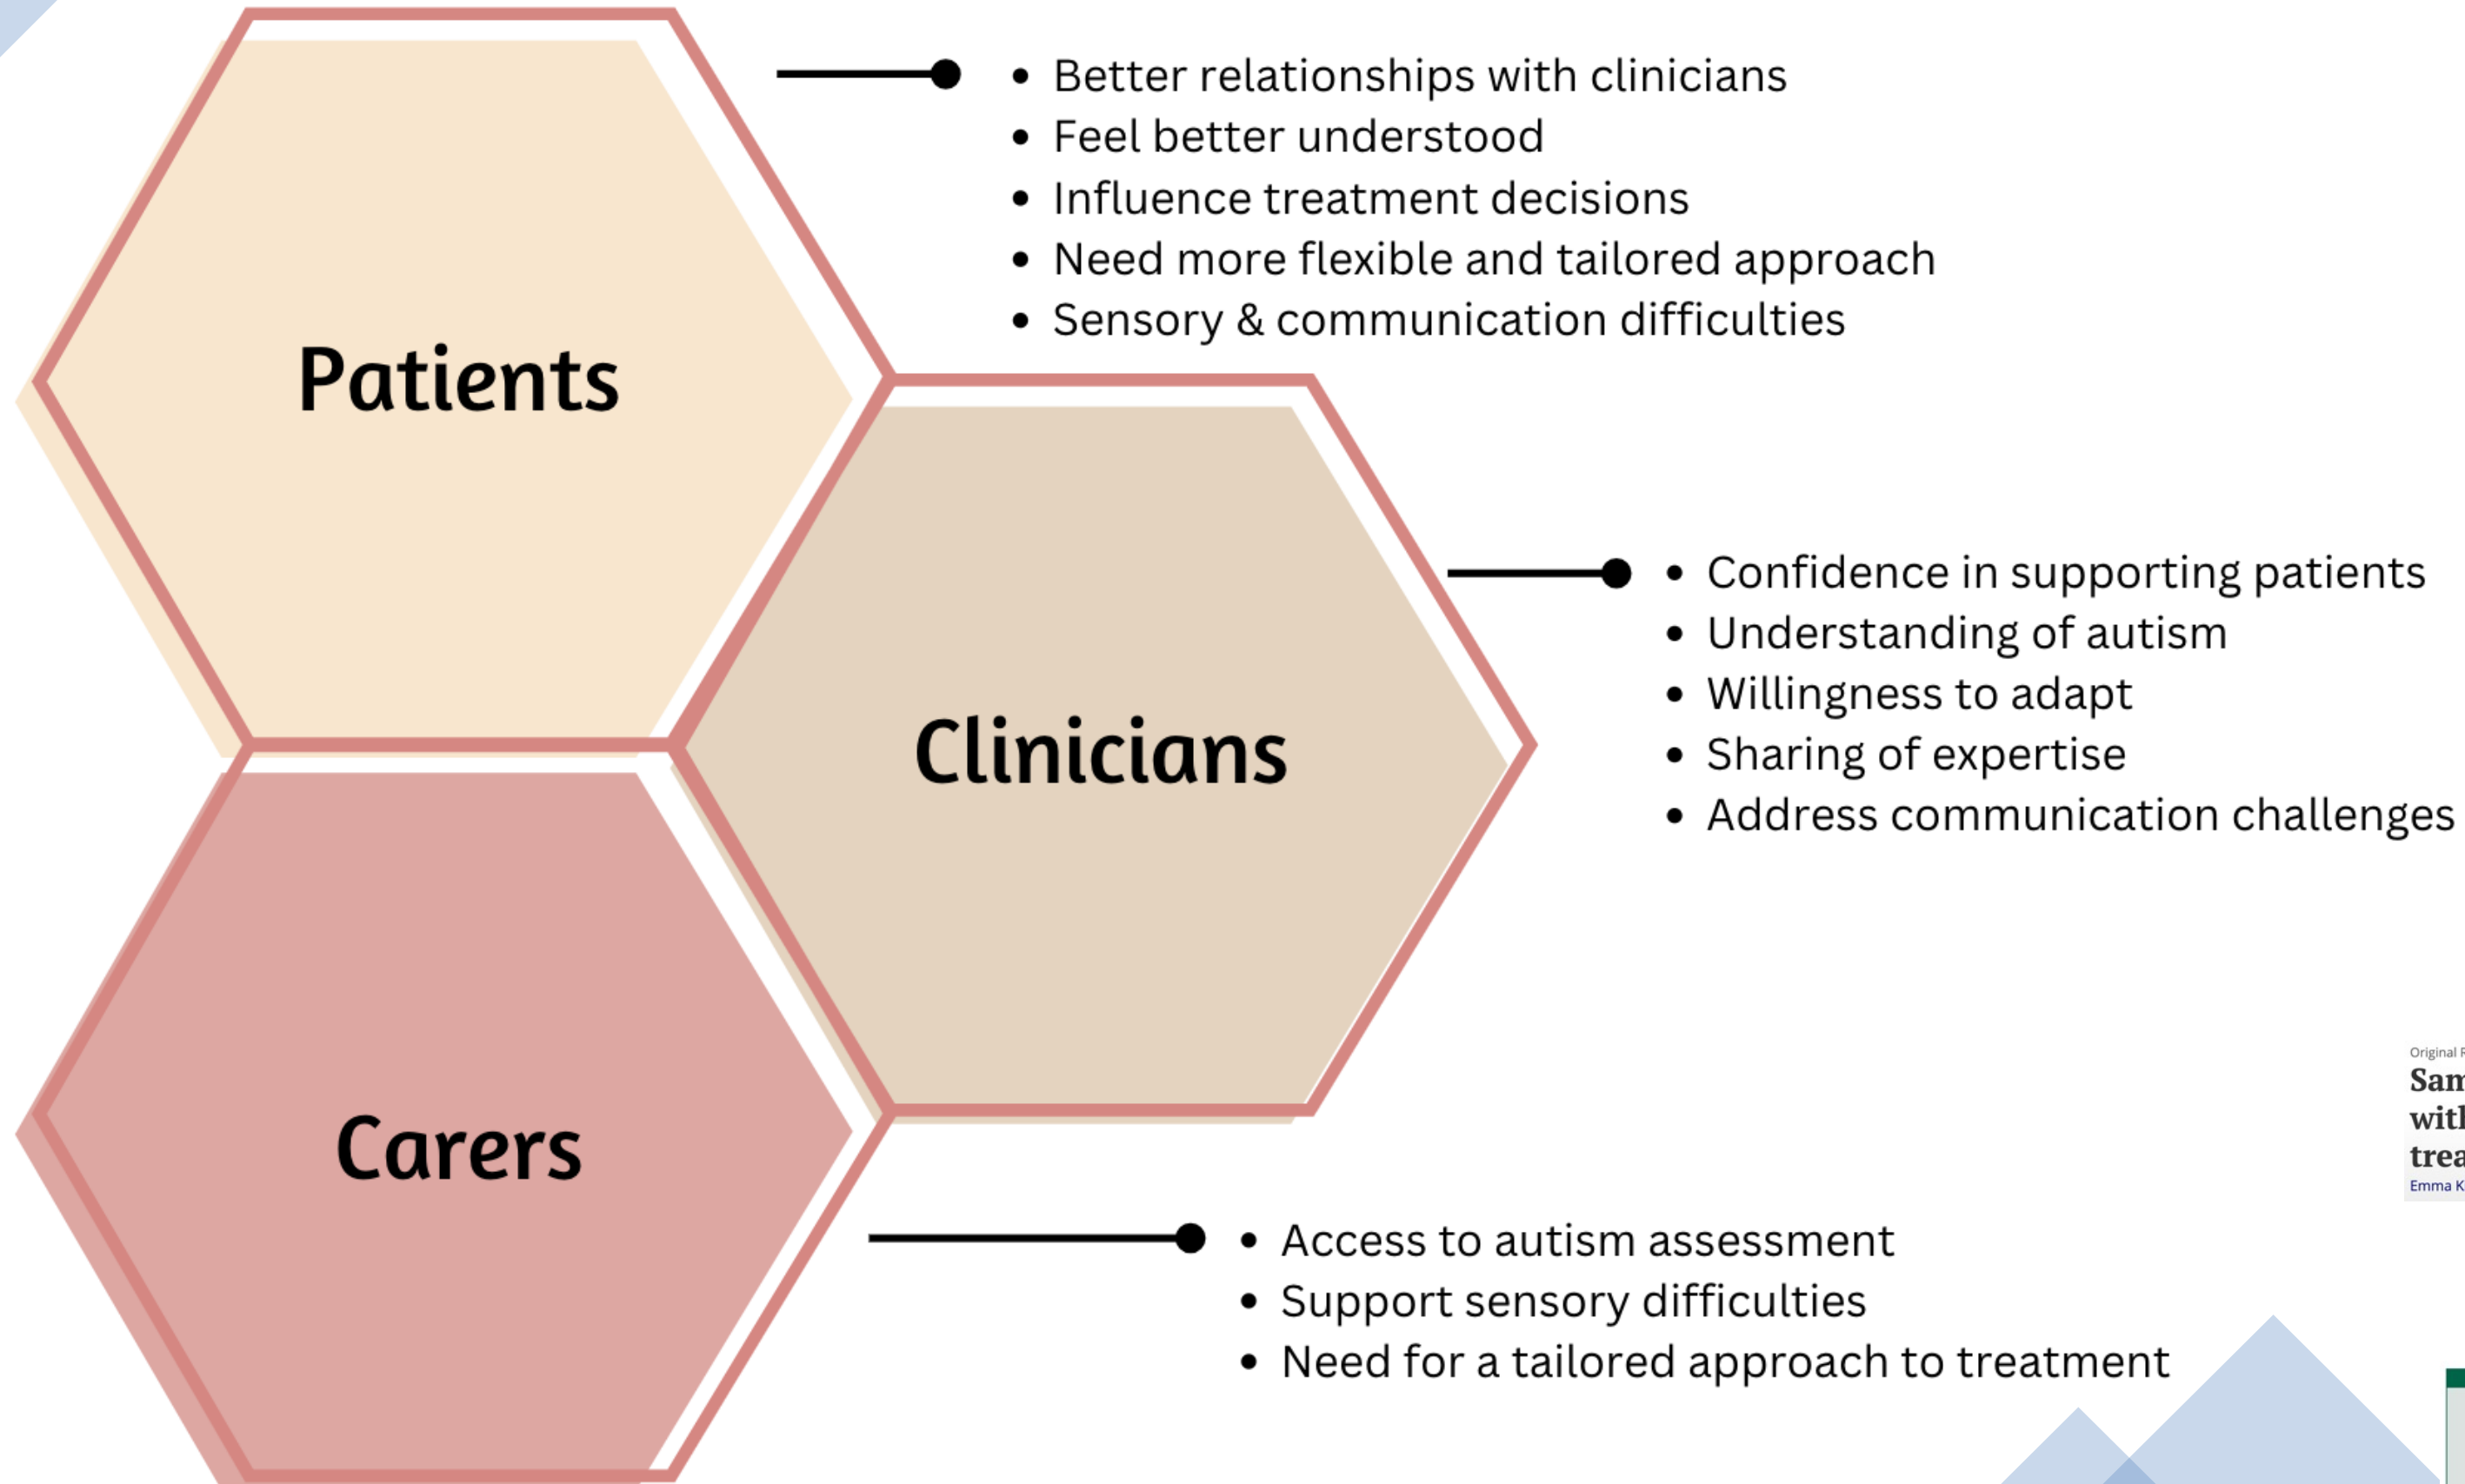 Patients
• Better relationships with clinicians
• Feel better understood
• Influence treatment decisions
• Need more flexible and tailored approach
• Sensory & communication difficulties
Clinicians
• Confidence in supporting patients
• Understanding of autism
• Willingness to adapt
• Sharing of expertise
• Address communication challenges
Carers
• Access to autism assessment
• Support sensory difficulties
• Need for a tailored approach to treatment
Original
Emma